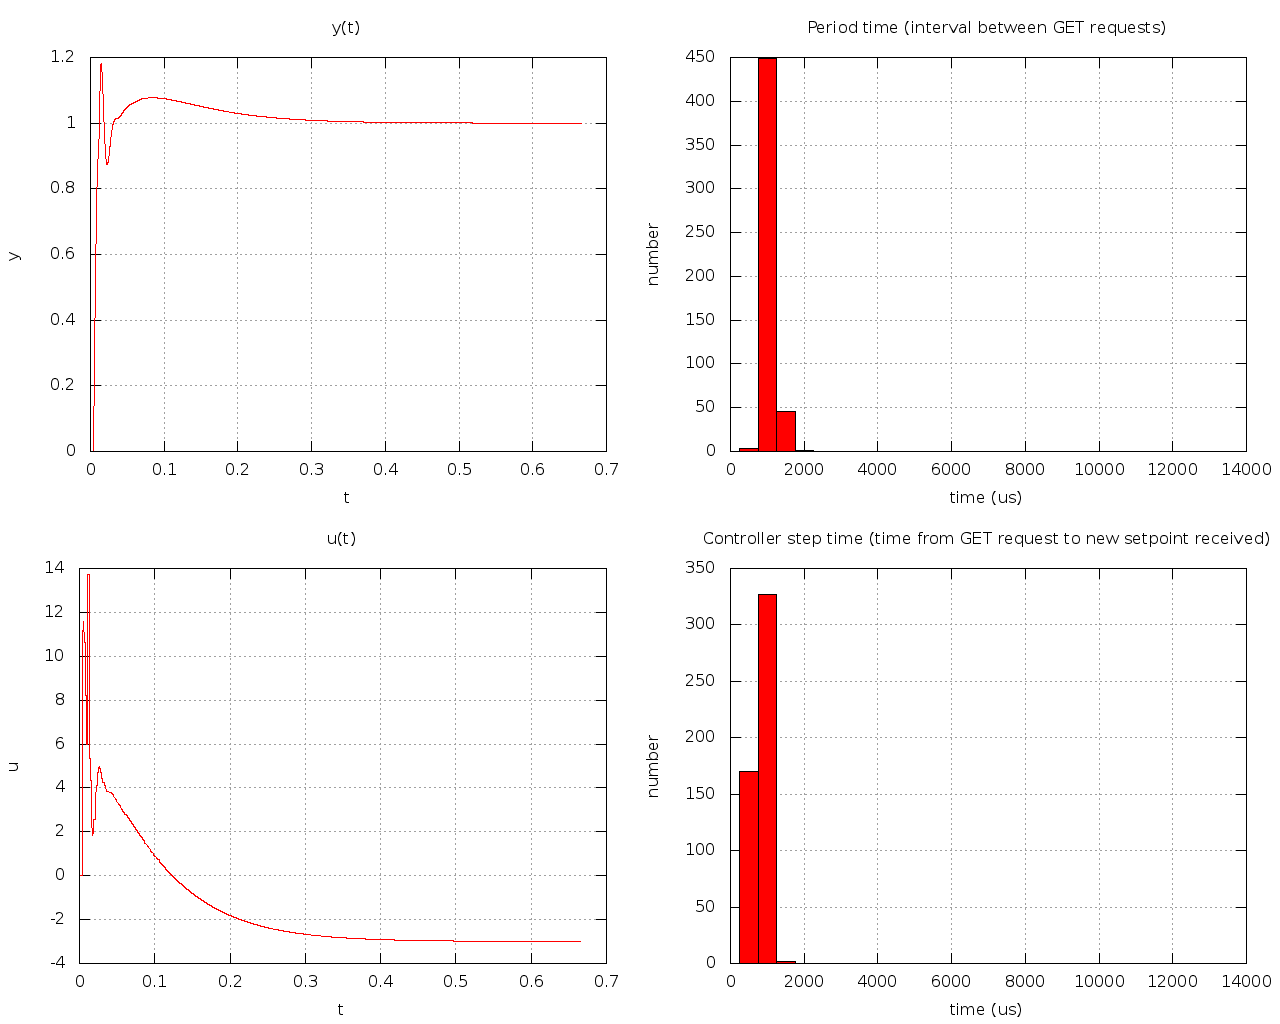 y(t)
1.2
1
0.8
0.6
0.4
0.2
0
y
0 0.1 0.2 0.3 0.4 0.5 0.6 0.7
t
Period time (interval between GET requests)
450
400
350
300
250
200
150
100
50
0
number
0 2000 4000 6000 8000 10000 12000 14000
time (us)
u(t)
14
12
10
8
6
4
2
0
-2
-4
u
0 0.1 0.2 0.3 0.4 0.5 0.6 0.7
t
Controller step time (time from GET request to new setpoint received)
350
300
250
200
150
100
50
0
number
0 2000 4000 6000 8000 10000 12000 14000
time (us)